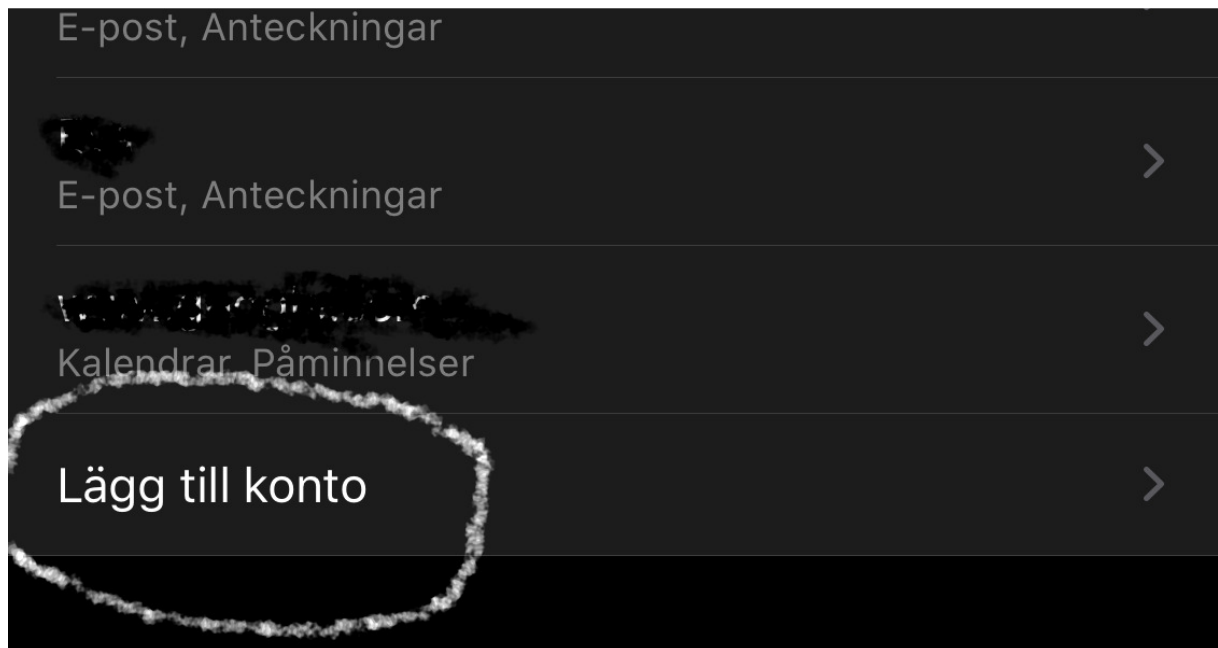 E-post, Anteckningar
E-post, Anteckningar
Kalendrar, Påminnelser
Lägg till konto